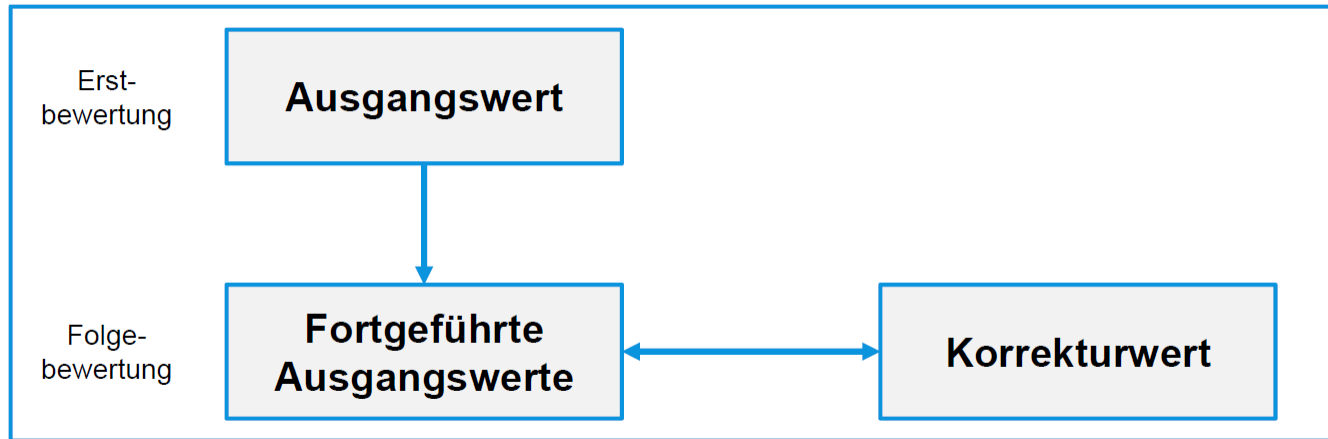 Erst-
bewertung
Ausgangswert
Folge-
bewertung
Fortgeführte
Ausgangswerte
Korrekturwert